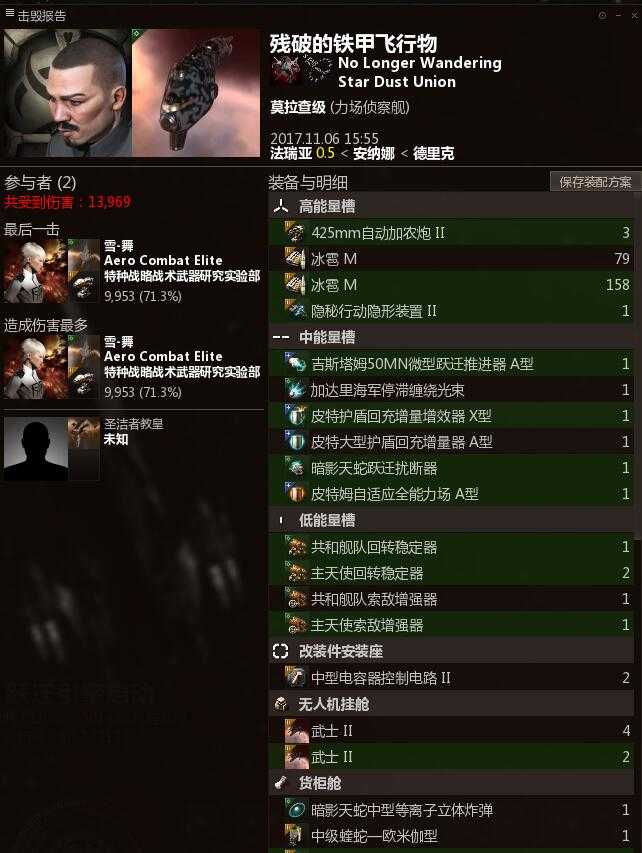 击毁报告
残破的铁甲飞行物
No Longer Wandering
Star Dust Union
莫拉查级 (力场侦察舰)
2017.11.06 15:55
法瑞亚 0.5 < 安纳娜 < 德里克
参与者 (2)
共受到伤害：13,969
最后一击
雪-舞
Aero Combat Elite
特种战略战术武器研究实验部
9,953 (71.3%)
造成伤害最多
雪-舞
Aero Combat Elite
特种战略战术武器研究实验部
9,953 (71.3%)
圣洁者教皇
未知
装备与明细
保存装配方案
高能量槽
425mm自动加农炮 II 3
冰雹 M 79
冰雹 M 158
隐秘行动隐形装置 II 1
中能量槽
吉斯塔姆50MN微型跃迁推进器 A型 1
加达里海军停滞缠绕光束 1
皮特护盾回充增量增效器 X型 1
皮特大型护盾回充增量器 A型 1
暗影天蛇跃迁扰断器 1
皮特姆自适应全能力场 A型 1
低能量槽
共和舰队回转稳定器 1
主天使回转稳定器 2
共和舰队索敌增强器 1
主天使索敌增强器 1
改装件安装座
中型电容器控制电路 II 2
无人机挂舱
武士 II 4
武士 II 2
货柜舱
暗影天蛇中型等离子立体炸弹 1
中级蝰蛇—欧米伽型 1